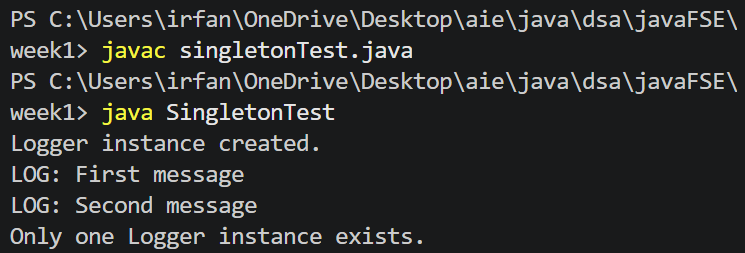 PS C:\Users\irfan\OneDrive\Desktop\aie\java\dsa\javaFSE\
week1> javac singletonTest.java
PS C:\Users\irfan\OneDrive\Desktop\aie\java\dsa\javaFSE\
week1> java SingletonTest
Logger instance created.
LOG: First message
LOG: Second message
Only one Logger instance exists.